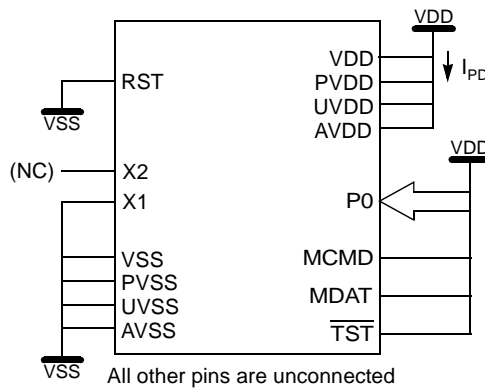 VDD
VDD
I PD
PVDD
UVDD
AVDD
RST
VSS
VDD
(NC)
X2
X1
P0
VSS
PVSS
UVSS
AVSS
MCMD
MDAT
TST
VSS
All other pins are unconnected